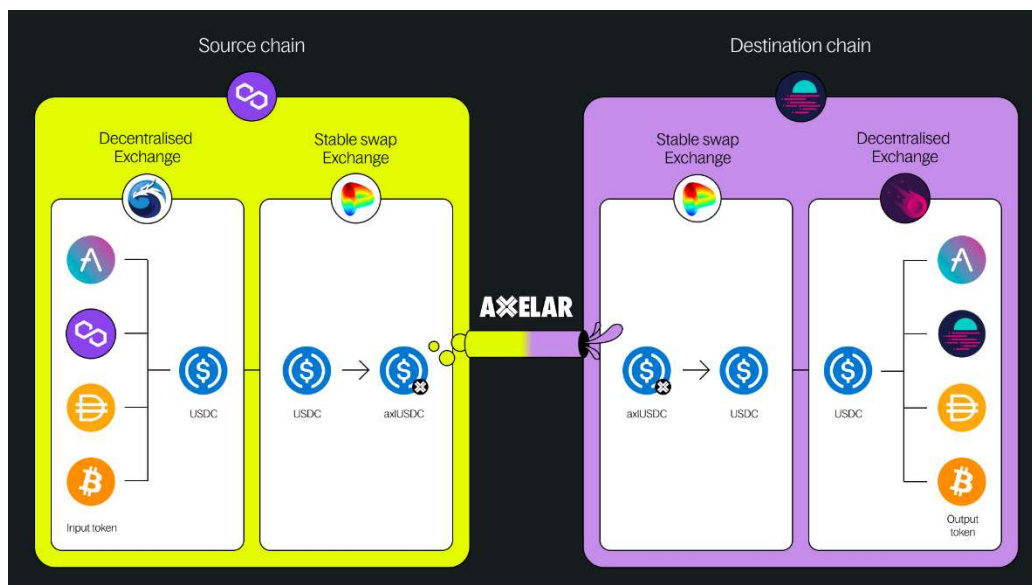 Source chain
Decentralised
Exchange
Stable swap
Exchange
USDC
USDC
axlUSDC
Input token
AXELAR
Destination chain
Stable swap
Exchange
Decentralised
Exchange
axlUSDC
USDC
USDC
Output
token